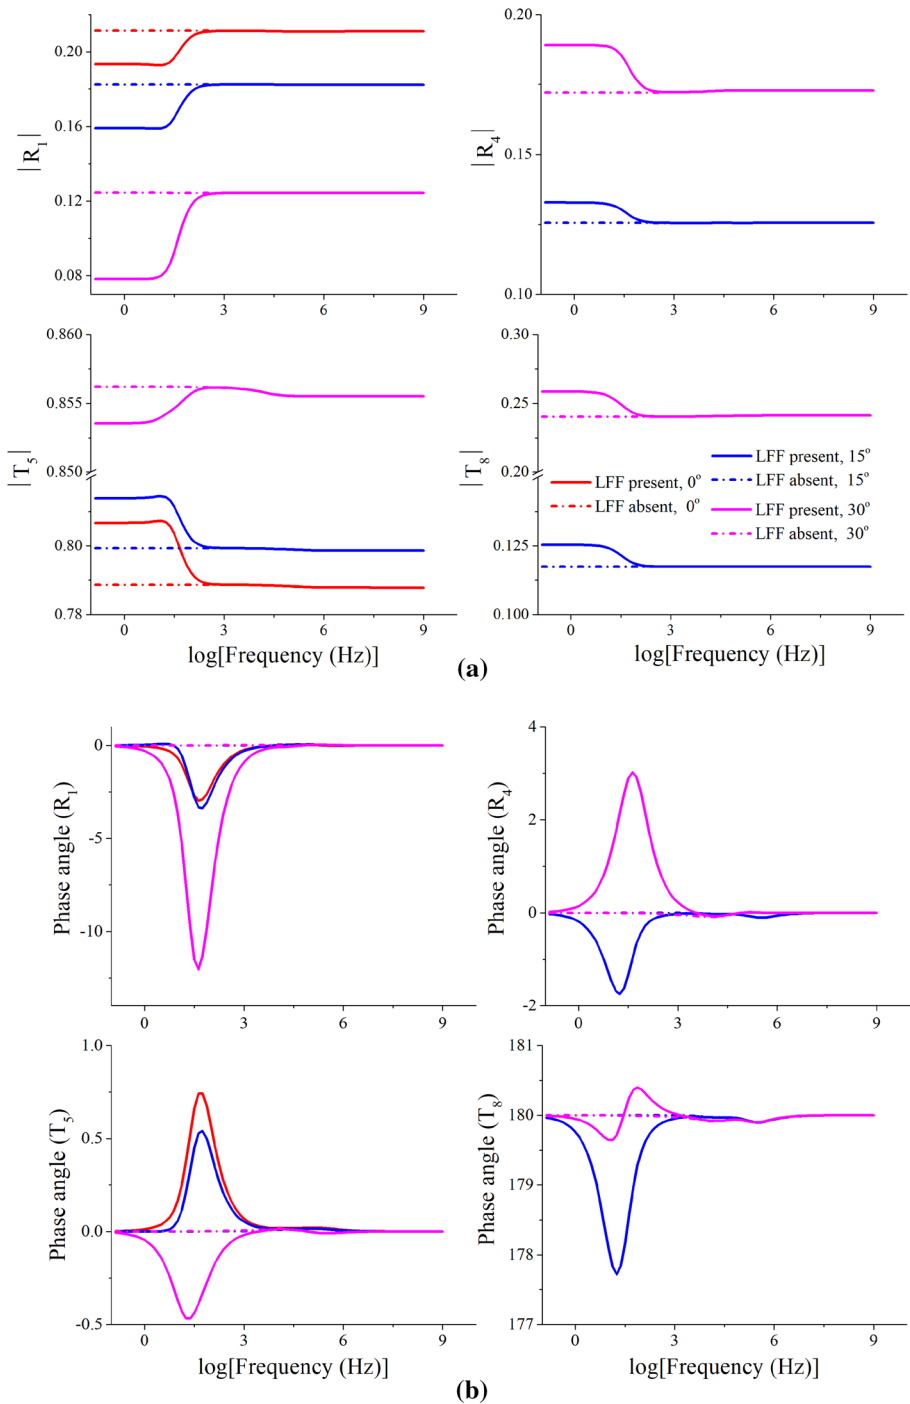 0.20
0.16
0.12
0.08
|R1|
0 3 6 9
0.20
0.15
0.10
|R4|
0 3 6 9
0.860
0.855
0.850
0.80
0.78
|T5|
LFF present, 0º
LFF absent, 0º
0 3 6 9
log[Frequency (Hz)]
0.30
0.25
0.20
0.125
0.100
|T8|
LFF present, 15º
LFF absent, 15º
LFF present, 30º
LFF absent, 30º
0 3 6 9
log[Frequency (Hz)]
(a)
0
-5
-10
Phase angle (R1)
0 3 6 9
4
2
0
-2
Phase angle (R4)
0 3 6 9
1.0
0.5
0.0
-0.5
Phase angle (T5)
0 3 6 9
log[Frequency (Hz)]
181
180
179
178
177
Phase angle (T8)
0 3 6 9
log[Frequency (Hz)]
(b)